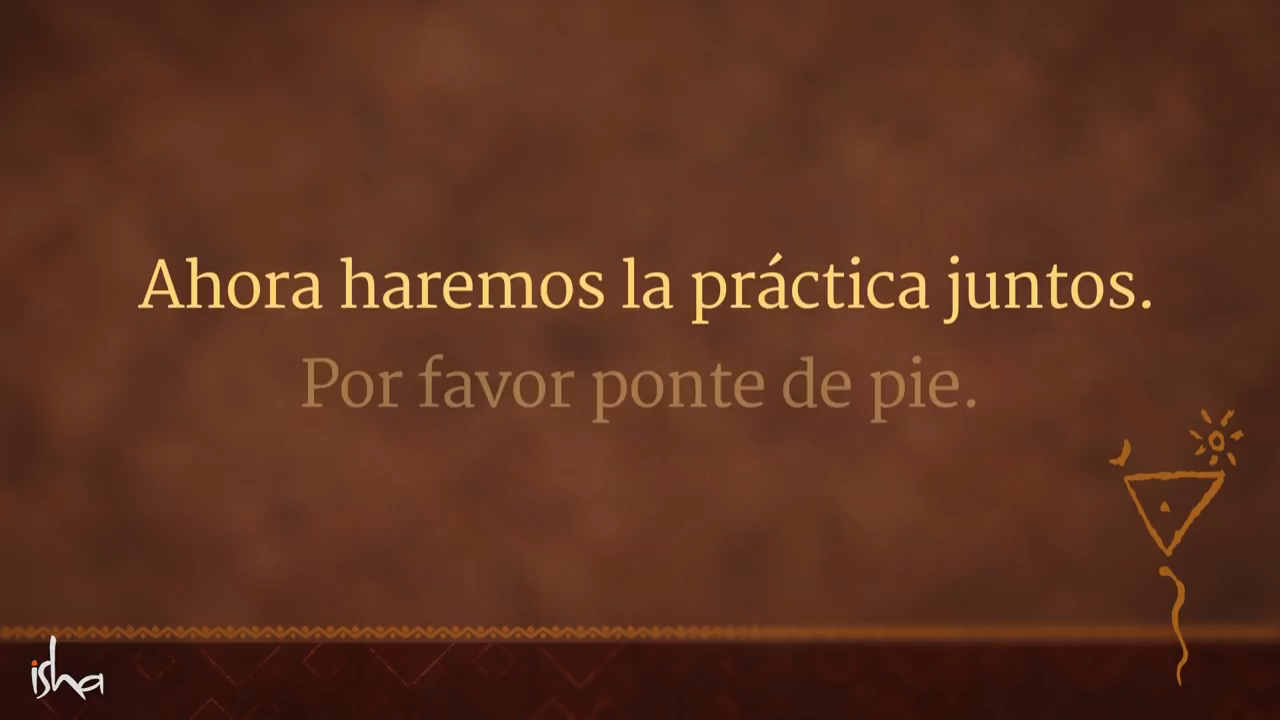 Ahora haremos la práctica juntos.
Por favor ponte de pie.
isha